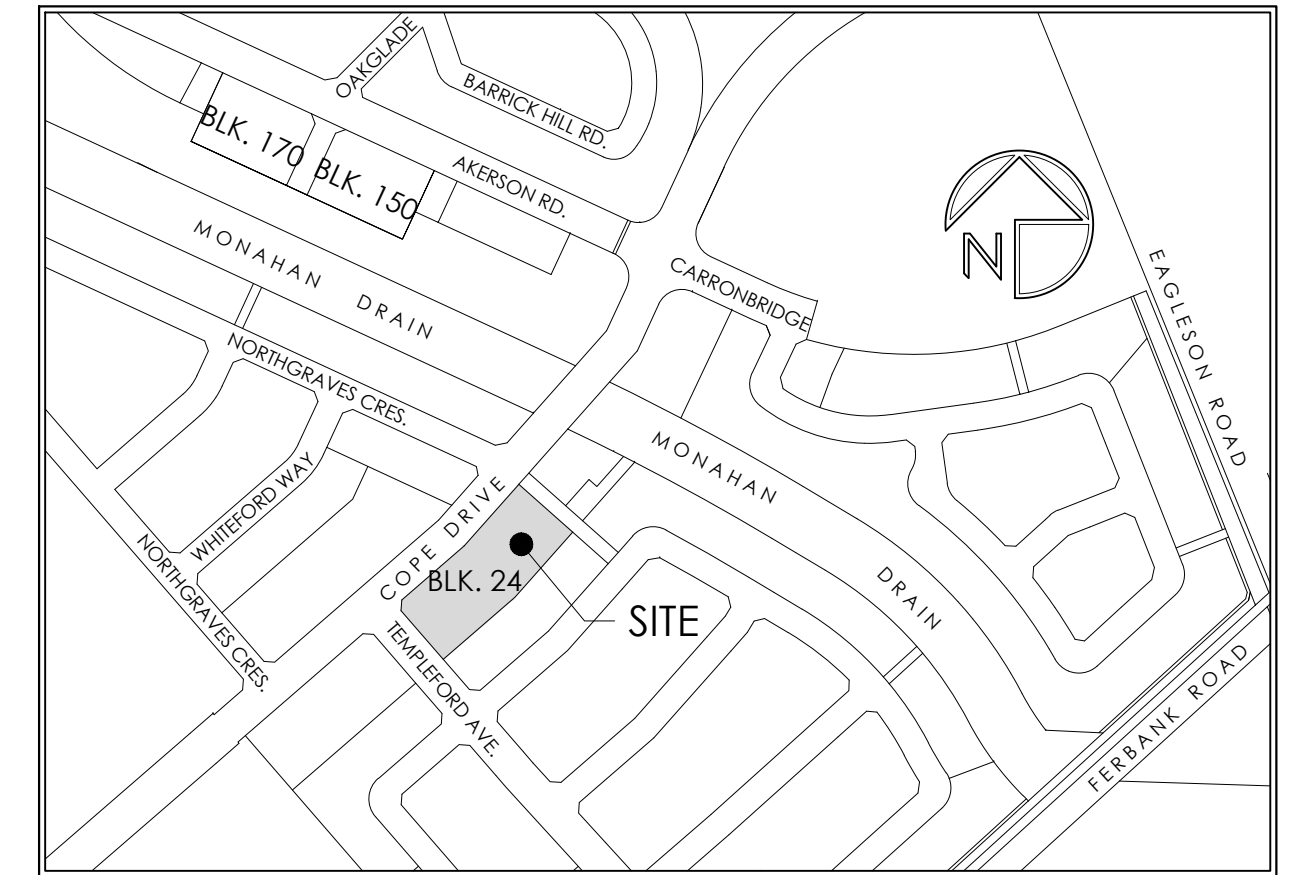 OAKGLADE
BARRICK HILL RD.
BLK. 170
BLK. 150
AKERSON RD.
MONAHAN DRAIN
N
EAGLESON ROAD
CARRONBRIDGE
NORTHGRAVES CRES.
MONAHAN
DRAIN
WHITEFORD WAY
COPE DRIVE
NORTHGRAVES CRES.
BLK. 24
SITE
TEMPLEFORD AVE.
FERBANK ROAD